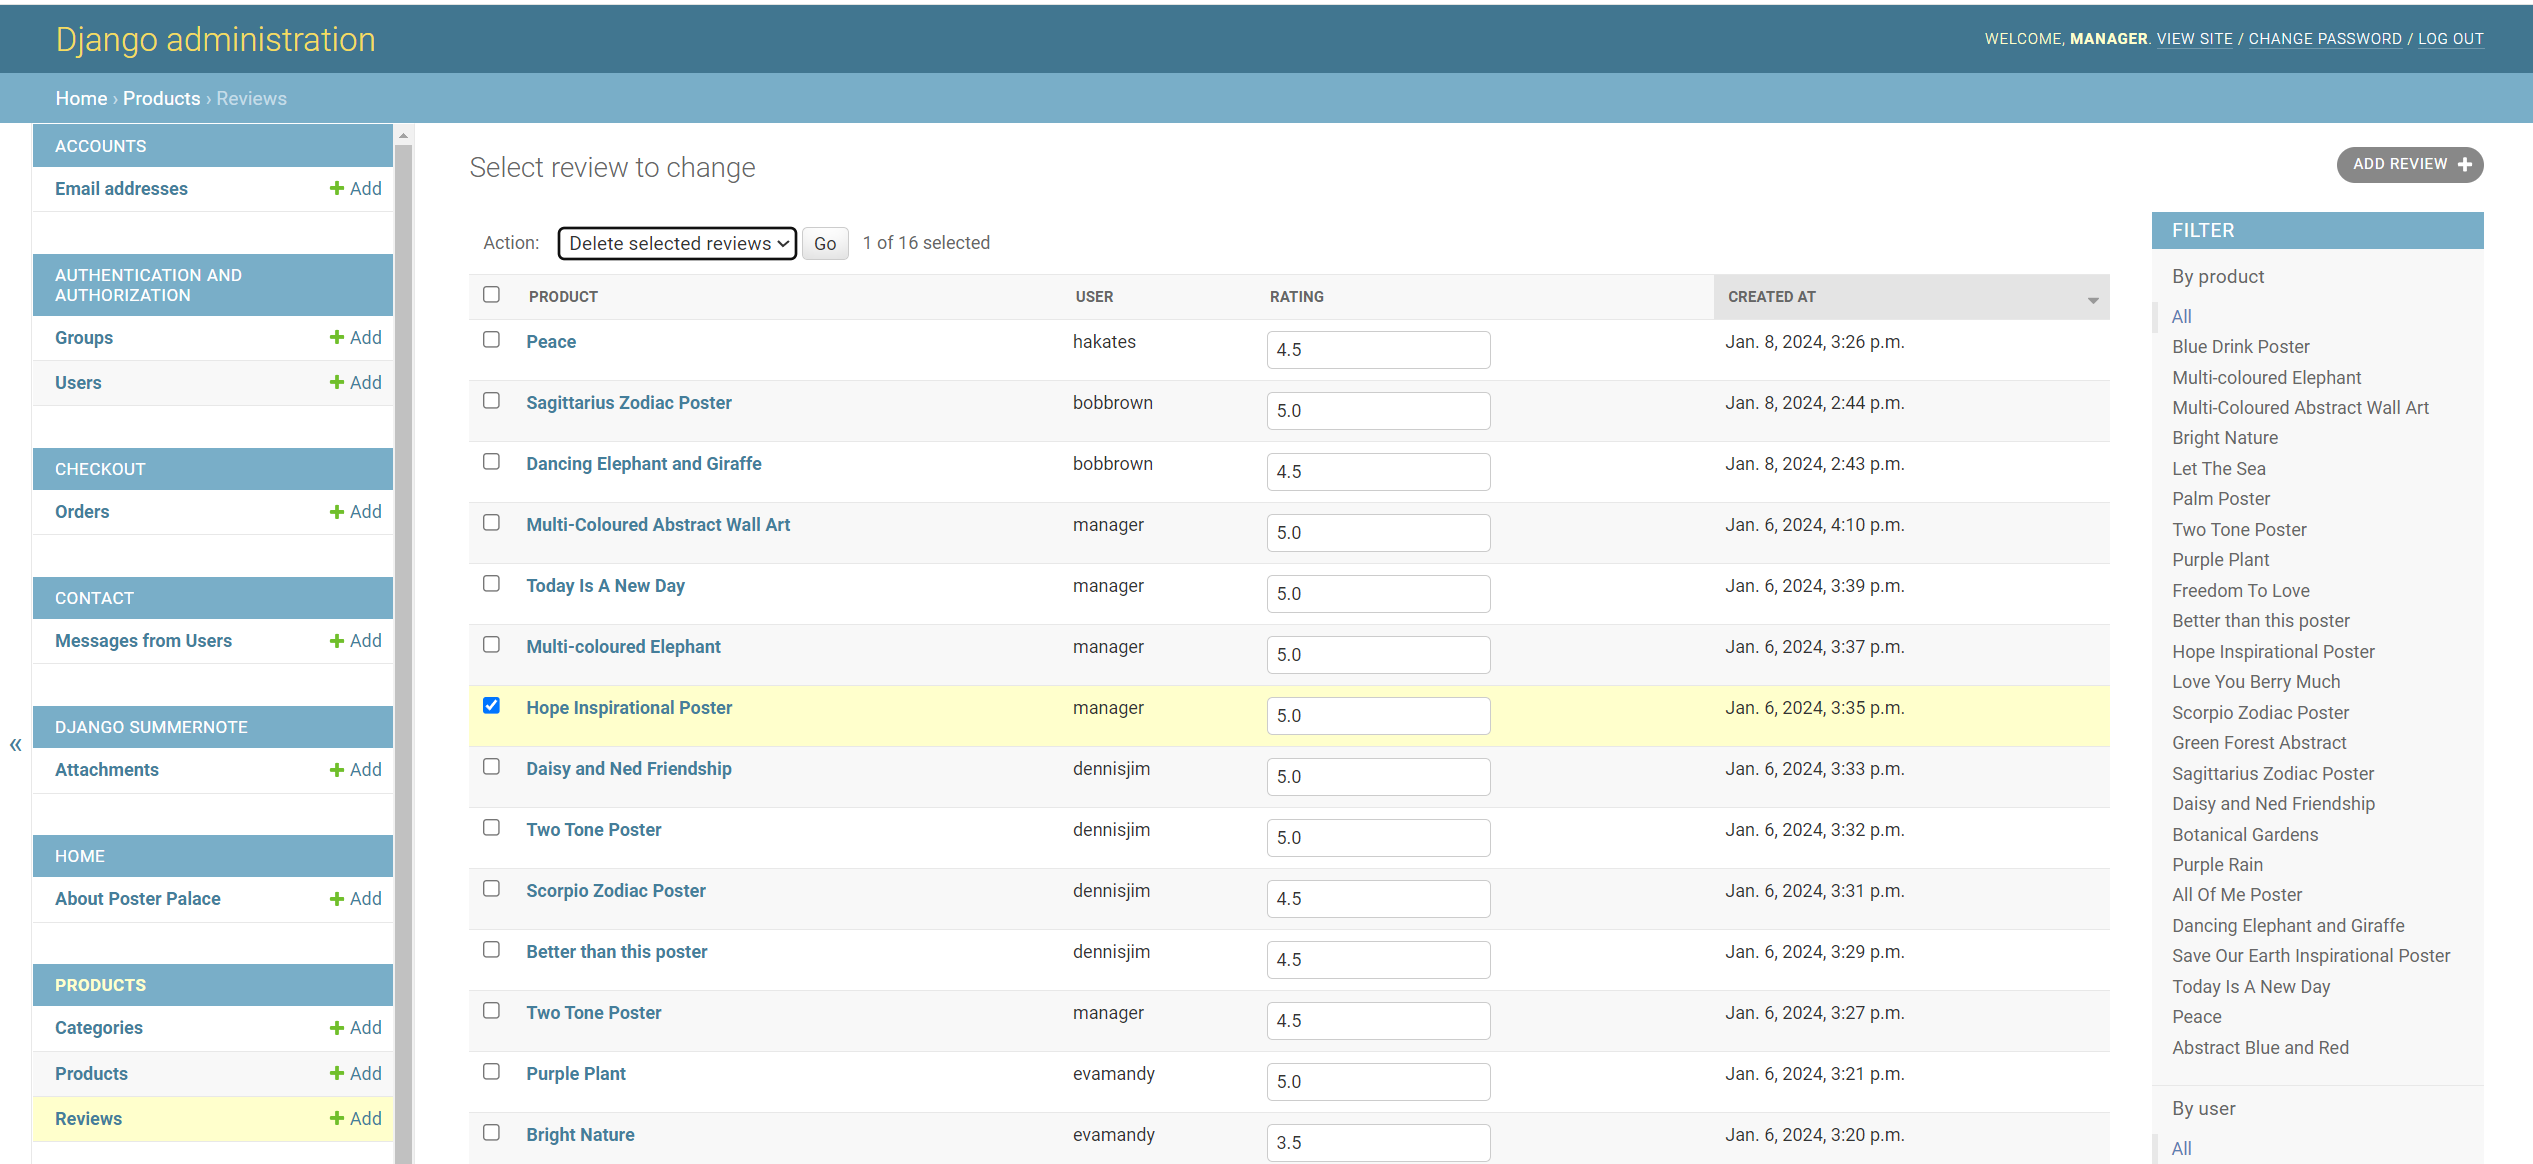 Django administration
WELCOME, MANAGER. VIEW SITE / CHANGE PASSWORD / LOG OUT
Home › Products › Reviews
ACCOUNTS
Email addresses + Add
AUTHENTICATION AND
AUTHORIZATION
Groups + Add
Users + Add
CHECKOUT
Orders + Add
CONTACT
Messages from Users + Add
DJANGO SUMMERNOTE
Attachments + Add
HOME
About Poster Palace + Add
PRODUCTS
Categories + Add
Products + Add
Reviews + Add
«
Select review to change
ADD REVIEW +
Action: Delete selected reviews Go 1 of 16 selected
PRODUCT USER RATING CREATED AT
Peace hakates 4.5 Jan. 8, 2024, 3:26 p.m.
Sagittarius Zodiac Poster bobbrown 5.0 Jan. 8, 2024, 2:44 p.m.
Dancing Elephant and Giraffe bobbrown 4.5 Jan. 8, 2024, 2:43 p.m.
Multi-Coloured Abstract Wall Art manager 5.0 Jan. 6, 2024, 4:10 p.m.
Today Is A New Day manager 5.0 Jan. 6, 2024, 3:39 p.m.
Multi-coloured Elephant manager 5.0 Jan. 6, 2024, 3:37 p.m.
Hope Inspirational Poster manager 5.0 Jan. 6, 2024, 3:35 p.m.
Daisy and Ned Friendship dennisjim 5.0 Jan. 6, 2024, 3:33 p.m.
Two Tone Poster dennisjim 5.0 Jan. 6, 2024, 3:32 p.m.
Scorpio Zodiac Poster dennisjim 4.5 Jan. 6, 2024, 3:31 p.m.
Better than this poster dennisjim 4.5 Jan. 6, 2024, 3:29 p.m.
Two Tone Poster manager 4.5 Jan. 6, 2024, 3:27 p.m.
Purple Plant evamandy 5.0 Jan. 6, 2024, 3:21 p.m.
Bright Nature evamandy 3.5 Jan. 6, 2024, 3:20 p.m.
FILTER
By product
All
Blue Drink Poster
Multi-coloured Elephant
Multi-Coloured Abstract Wall Art
Bright Nature
Let The Sea
Palm Poster
Two Tone Poster
Purple Plant
Freedom To Love
Better than this poster
Hope Inspirational Poster
Love You Berry Much
Scorpio Zodiac Poster
Green Forest Abstract
Sagittarius Zodiac Poster
Daisy and Ned Friendship
Botanical Gardens
Purple Rain
All Of Me Poster
Dancing Elephant and Giraffe
Save Our Earth Inspirational Poster
Today Is A New Day
Peace
Abstract Blue and Red
By user
All